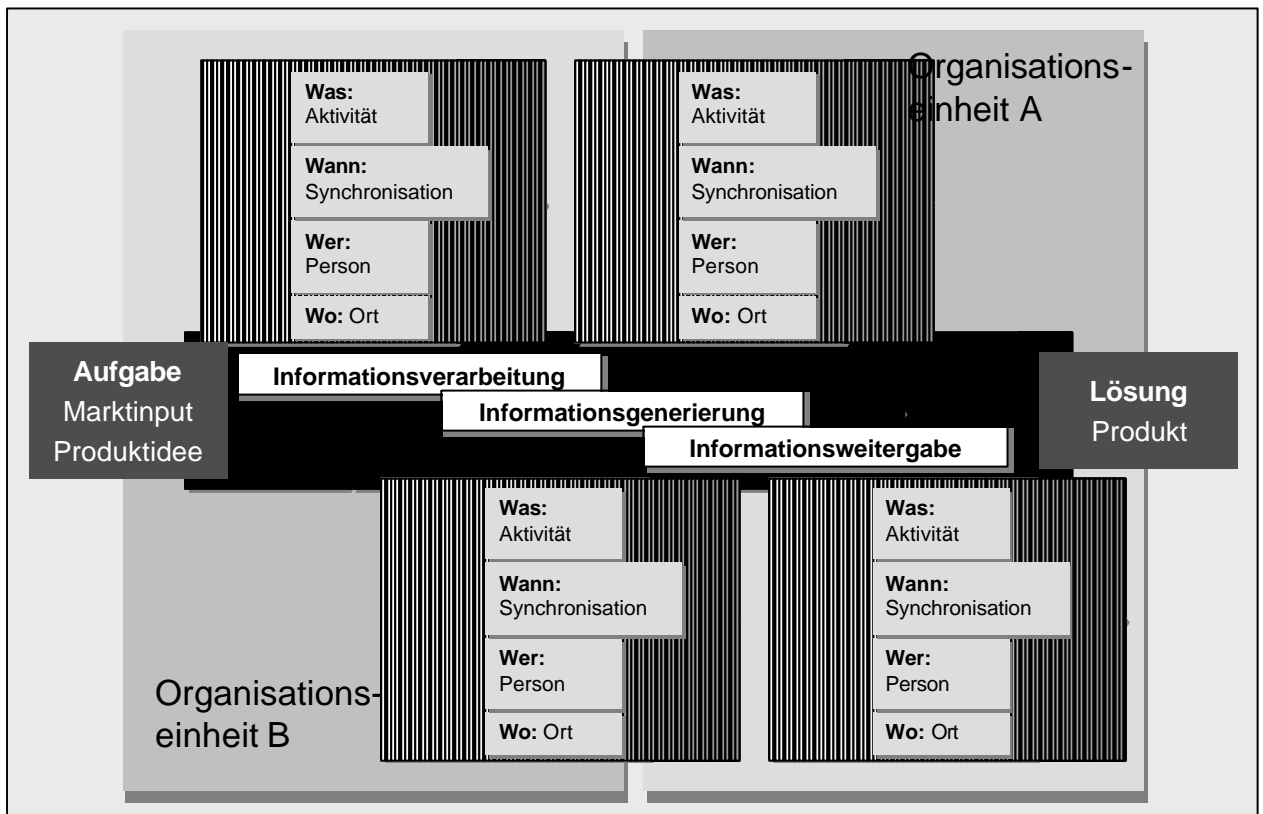 Organisations-
einheit A
Was:
Aktivität
Wann:
Synchronisation
Wer:
Person
Wo: Ort
Was:
Aktivität
Wann:
Synchronisation
Wer:
Person
Wo: Ort
Aufgabe
Marktinput
Produktidee
Informationsverarbeitung
Informationsgenerierung
Informationsweitergabe
Lösung
Produkt
Was:
Aktivität
Wann:
Synchronisation
Wer:
Person
Wo: Ort
Was:
Aktivität
Wann:
Synchronisation
Wer:
Person
Wo: Ort
Organisations-
einheit B